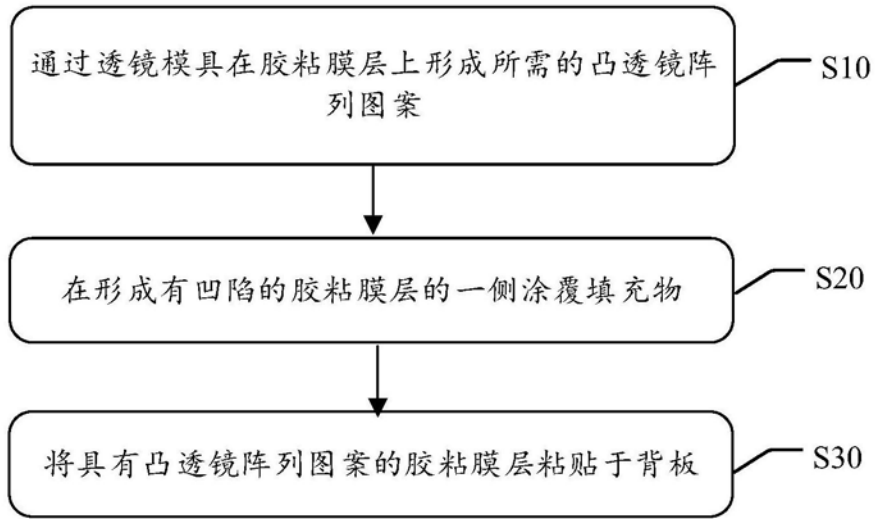 通过透镜模具在胶粘膜层上形成所需的凸透镜阵
列图案
S10
在形成有凹陷的胶粘膜层的一侧涂覆填充物
S20
将具有凸透镜阵列图案的胶粘膜层粘贴于背板
S30